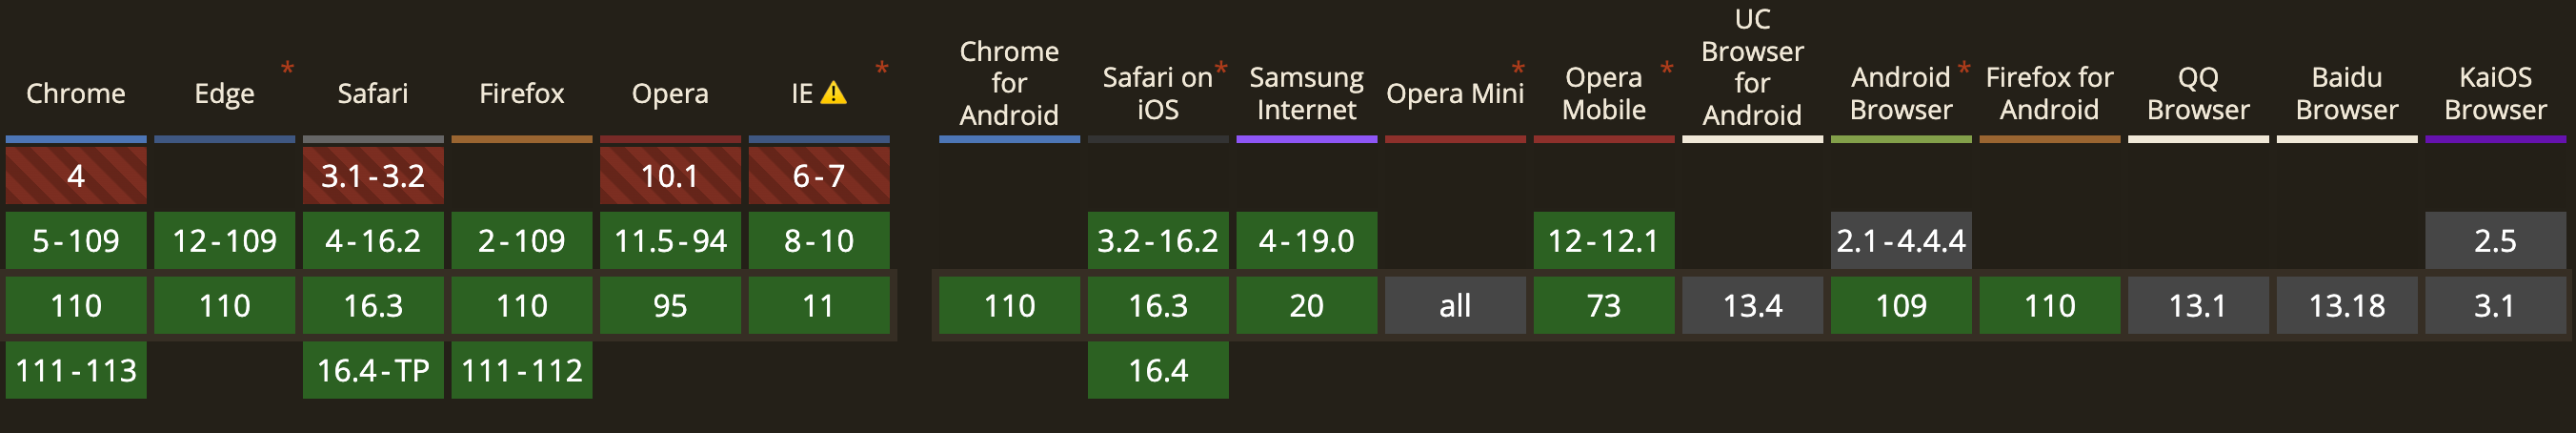 Chrome
Edge *
Safari
Firefox
Opera
IE ⚠ *
Chrome
for
Android
Safari on *
iOS
Samsung
Internet
Opera Mini *
Opera *
Mobile
UC
Browser
for
Android
Android *
Browser
Firefox for
Android
QQ
Browser
Baidu
Browser
KaiOS
Browser
4 3.1-3.2 10.1 6-7
5-109 12-109 4-16.2 2-109 11.5-94 8-10 3.2-16.2 4-19.0 12-12.1 2.1-4.4.4 2.5
110 110 16.3 110 95 11 110 16.3 20 all 73 13.4 109 110 13.1 13.18 3.1
111-113 16.4-TP 111-112 16.4